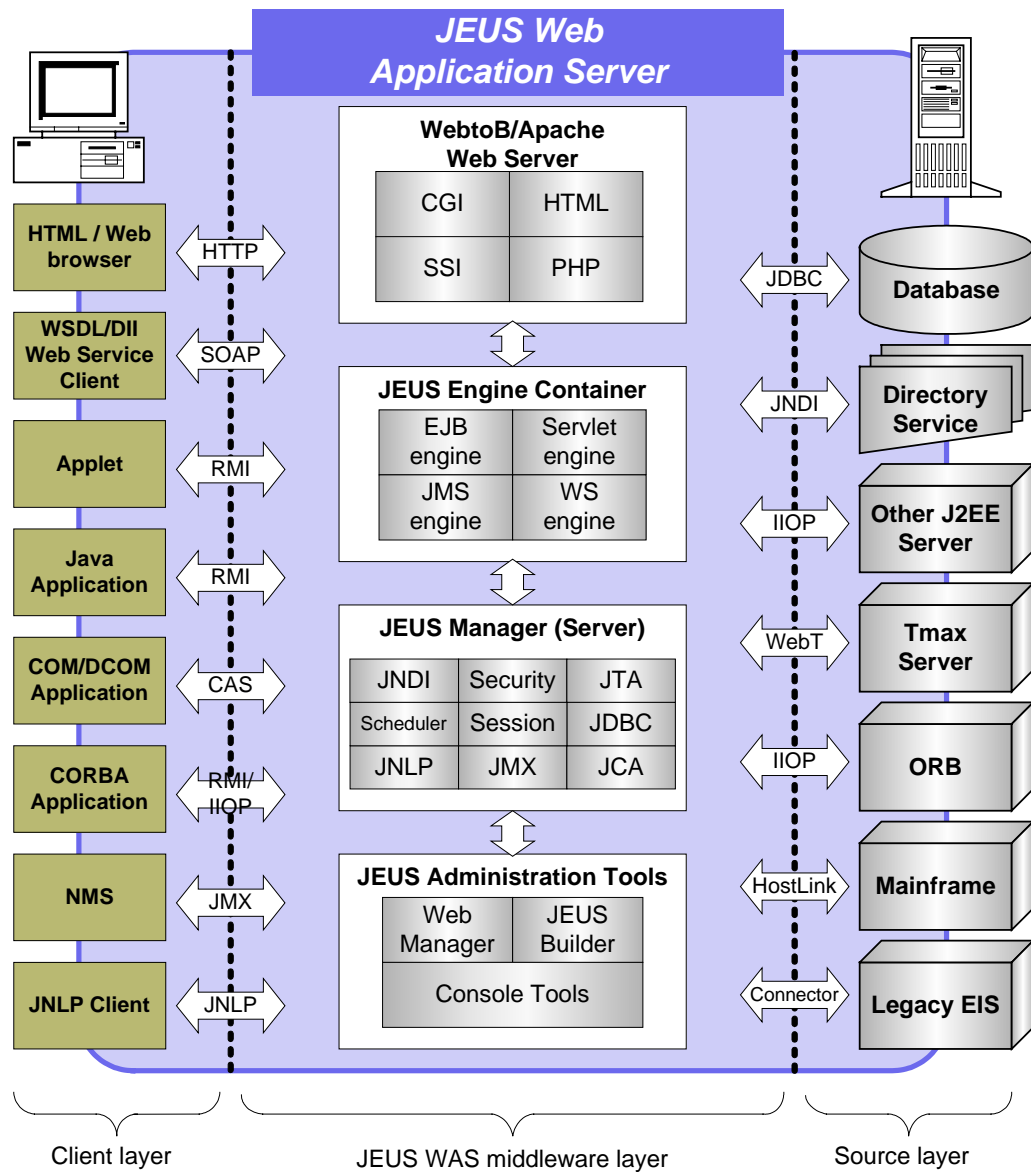 JEUS Web
Application Server
WebtoB/Apache
Web Server
CGI
HTML
SSI
PHP
JEUS Engine Container
EJB
engine
Servlet
engine
JMS
engine
WS
engine
JEUS Manager (Server)
JNDI
Security
JTA
Scheduler
Session
JDBC
JNLP
JMX
JCA
JEUS Administration Tools
Web
Manager
JEUS
Builder
Console Tools
HTML / Web
browser
HTTP
WSDL/DII
Web Service
Client
SOAP
Applet
RMI
Java
Application
RMI
COM/DCOM
Application
CAS
CORBA
Application
RMI/
IIOP
NMS
JMX
JNLP Client
JNLP
JDBC
Database
JNDI
Directory
Service
IIOP
Other J2EE
Server
WebT
Tmax
Server
IIOP
ORB
HostLink
Mainframe
Connector
Legacy EIS
Client layer
JEUS WAS middleware layer
Source layer